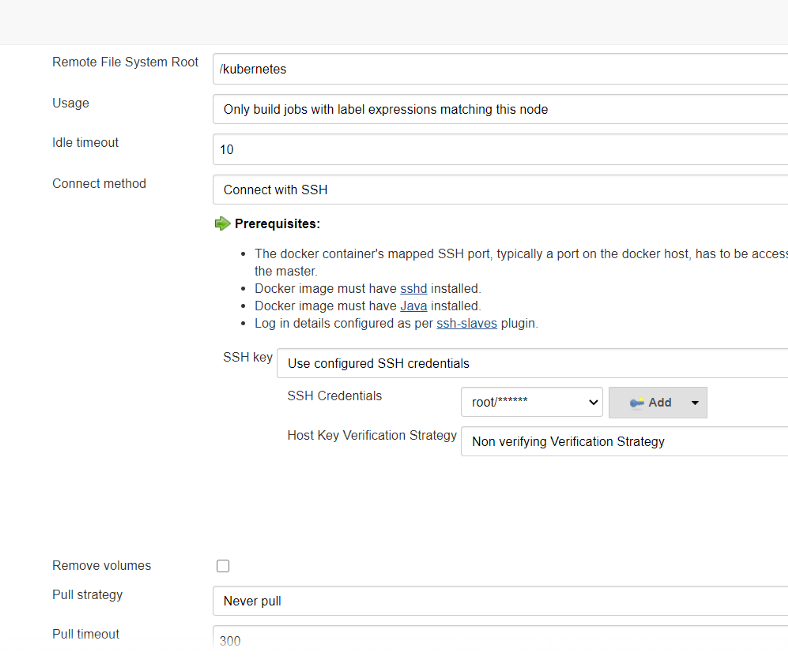 Remote File System Root
/kubernetes
Usage
Only build jobs with label expressions matching this node
Idle timeout
10
Connect method
Connect with SSH
Prerequisites:
The docker container's mapped SSH port, typically a port on the docker host, has to be access
the master.
Docker image must have sshd installed.
Docker image must have Java installed.
Log in details configured as per ssh-slaves plugin.
SSH key
Use configured SSH credentials
SSH Credentials
root/******
Add
Host Key Verification Strategy
Non verifying Verification Strategy
Remove volumes
Pull strategy
Never pull
Pull timeout
300